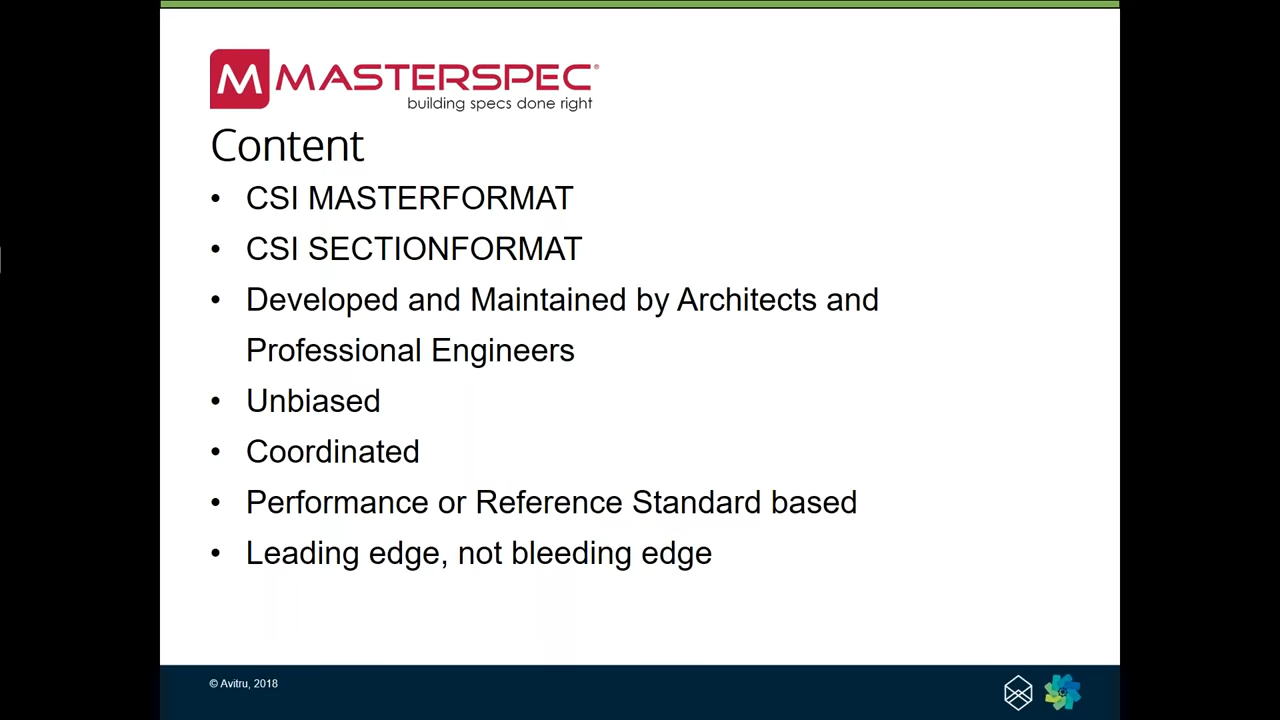 M MASTERSPEC®
building specs done right
Content
• CSI MASTERFORMAT
• CSI SECTIONFORMAT
• Developed and Maintained by Architects and
Professional Engineers
• Unbiased
• Coordinated
• Performance or Reference Standard based
• Leading edge, not bleeding edge
© Avitru, 2018